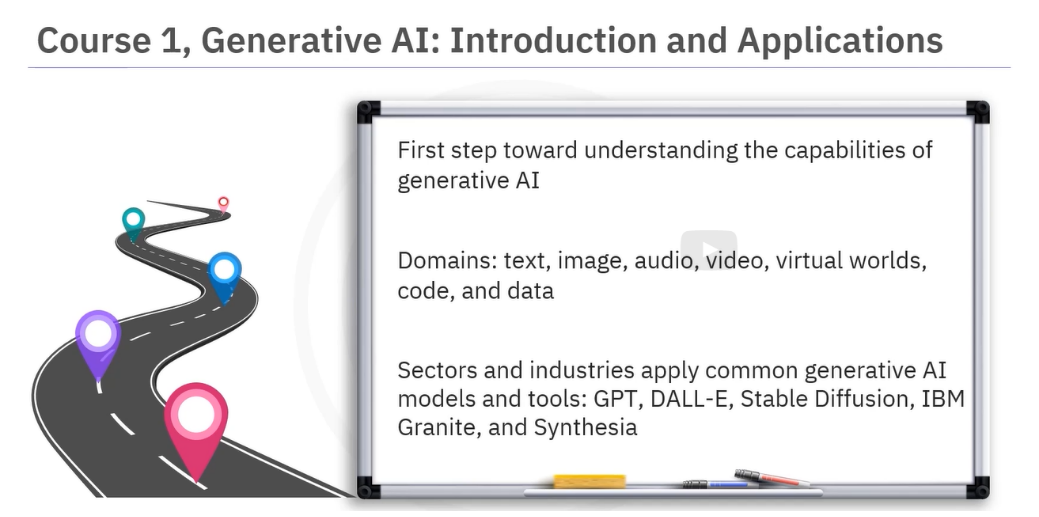 Course 1, Generative AI: Introduction and Applications
First step toward understanding the capabilities of
generative AI
Domains: text, image, audio, video, virtual worlds,
code, and data
Sectors and industries apply common generative AI
models and tools: GPT, DALL-E, Stable Diffusion, IBM
Granite, and Synthesia